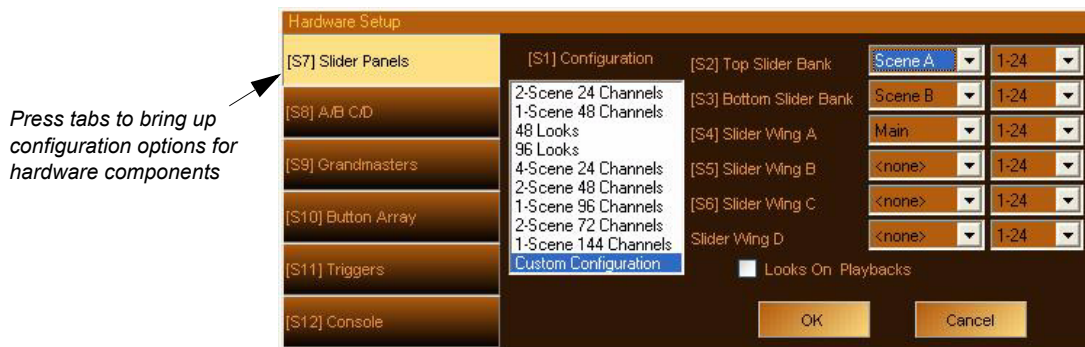 Hardware Setup
Press tabs to bring up
configuration options for
hardware components
[S7] Slider Panels
[S8] A/B C/D
[S9] Grandmasters
[S10] Button Array
[S11] Triggers
[S12] Console
[S1] Configuration
2-Scene 24 Channels
1-Scene 48 Channels
48 Looks
96 Looks
4-Scene 24 Channels
2-Scene 48 Channels
1-Scene 96 Channels
2-Scene 72 Channels
1-Scene 144 Channels
Custom Configuration
[S2] Top Slider Bank Scene A 1-24
[S3] Bottom Slider Bank Scene B 1-24
[S4] Slider Wing A Main 1-24
[S5] Slider Wing B <none> 1-24
[S6] Slider Wing C <none> 1-24
Slider Wing D <none> 1-24
Looks On Playbacks
OK Cancel